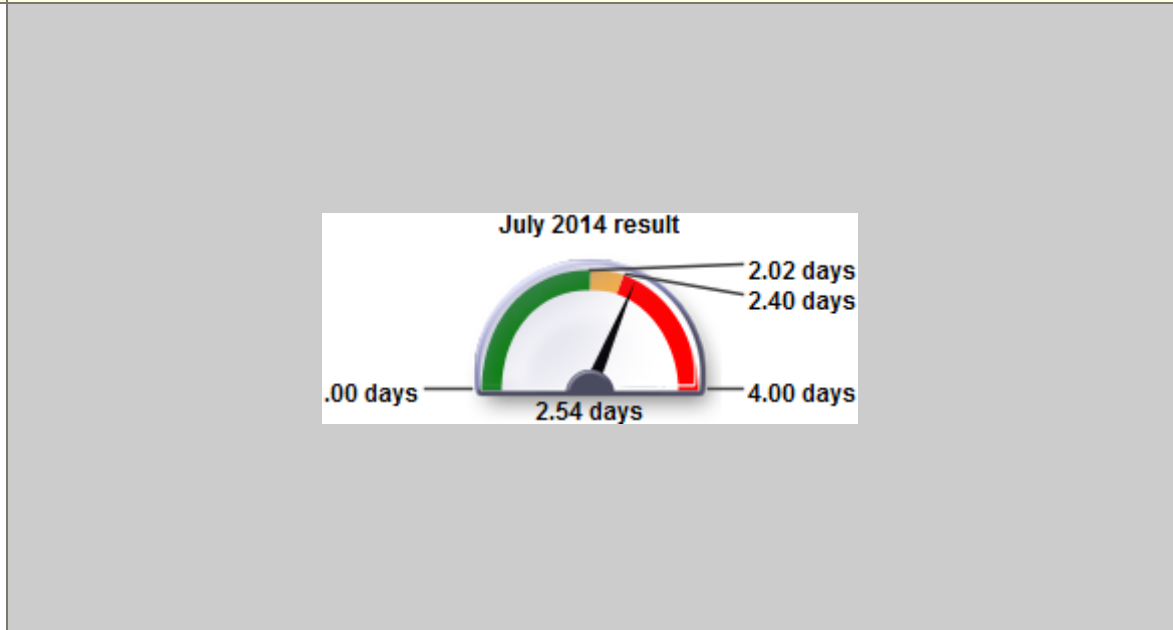 July 2014 result
2.02 days
2.40 days
.00 days
4.00 days
2.54 days